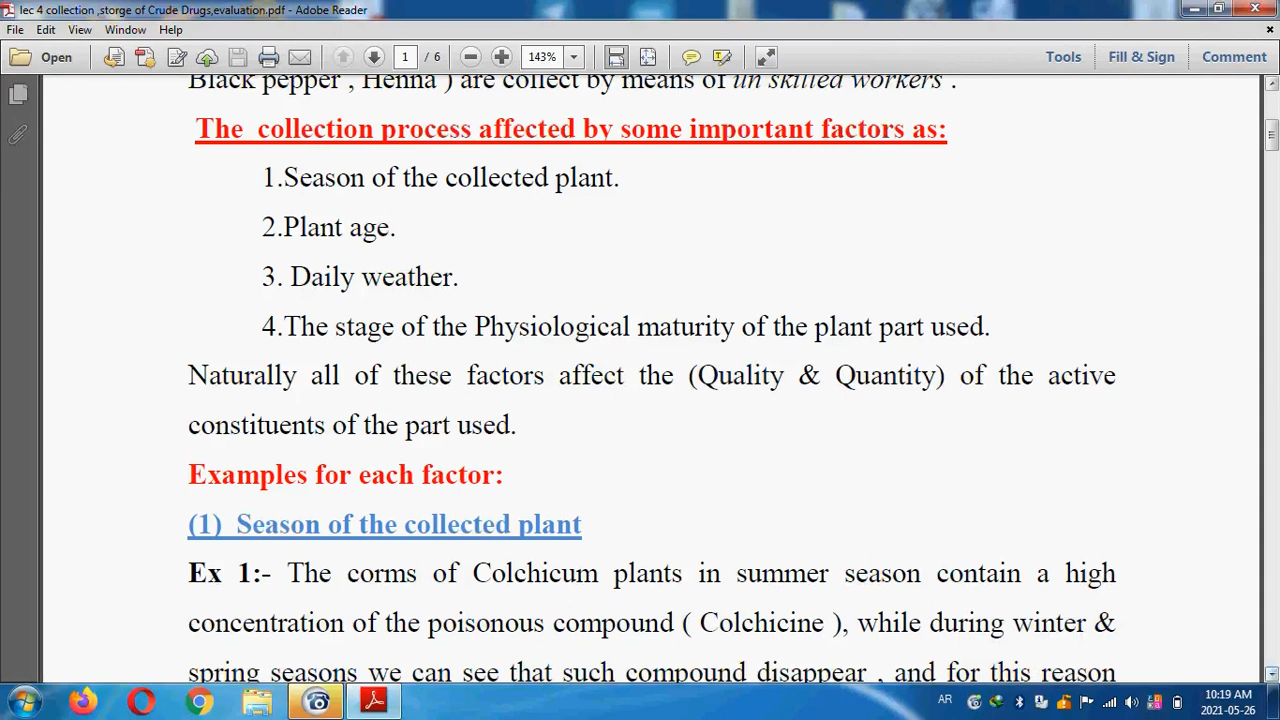 lec 4 collection ,storge of Crude Drugs,evaluation.pdf - Adobe Reader
File Edit View Window Help
Open 1 / 6 143% Tools Fill & Sign Comment
Black pepper , Henna ) are collect by means of un skilled workers .
The collection process affected by some important factors as:
1.Season of the collected plant.
2.Plant age.
3. Daily weather.
4.The stage of the Physiological maturity of the plant part used.
Naturally all of these factors affect the (Quality & Quantity) of the active
constituents of the part used.
Examples for each factor:
(1) Season of the collected plant
Ex 1:- The corms of Colchicum plants in summer season contain a high
concentration of the poisonous compound ( Colchicine ), while during winter &
spring seasons we can see that such compound disappear , and for this reason
AR 10:19 AM
2021-05-26